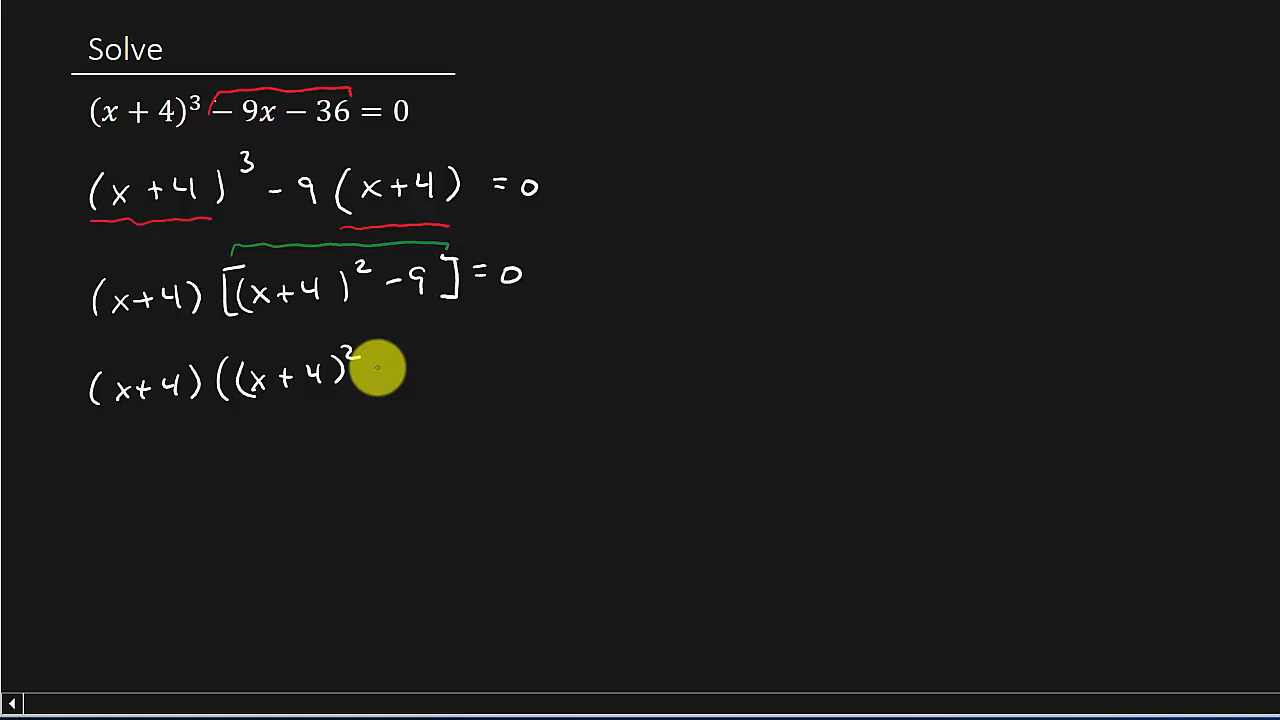 Solve
(x + 4)³ − 9x − 36 = 0
(x + 4)³ - 9(x+4) = 0
(x+4)[(x+4)² - 9] = 0
(x+4)((x+4)²